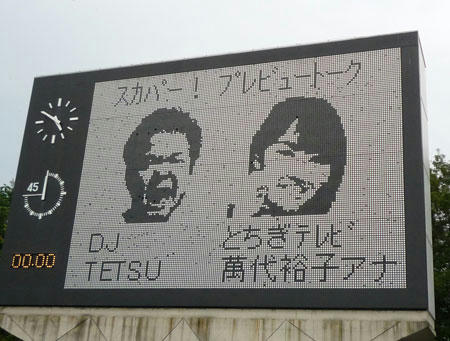 スカパー! プレビュートーク
45
00:00
DJ
TETSU
とちぎテレビ
萬代裕子アナ